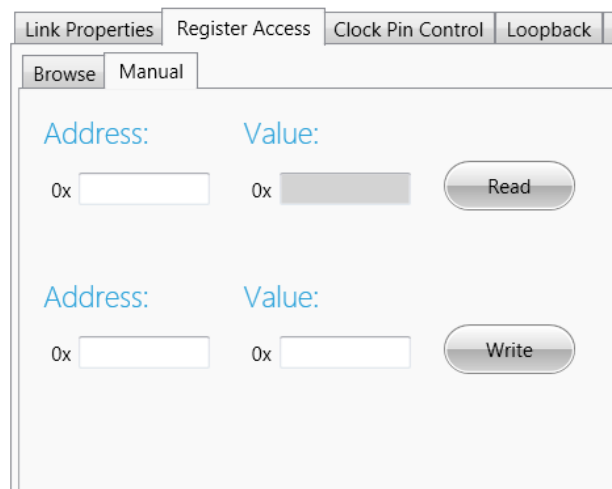 Link Properties Register Access Clock Pin Control Loopback
Browse Manual
Address: Value:
0x 0x Read
Address: Value:
0x 0x Write